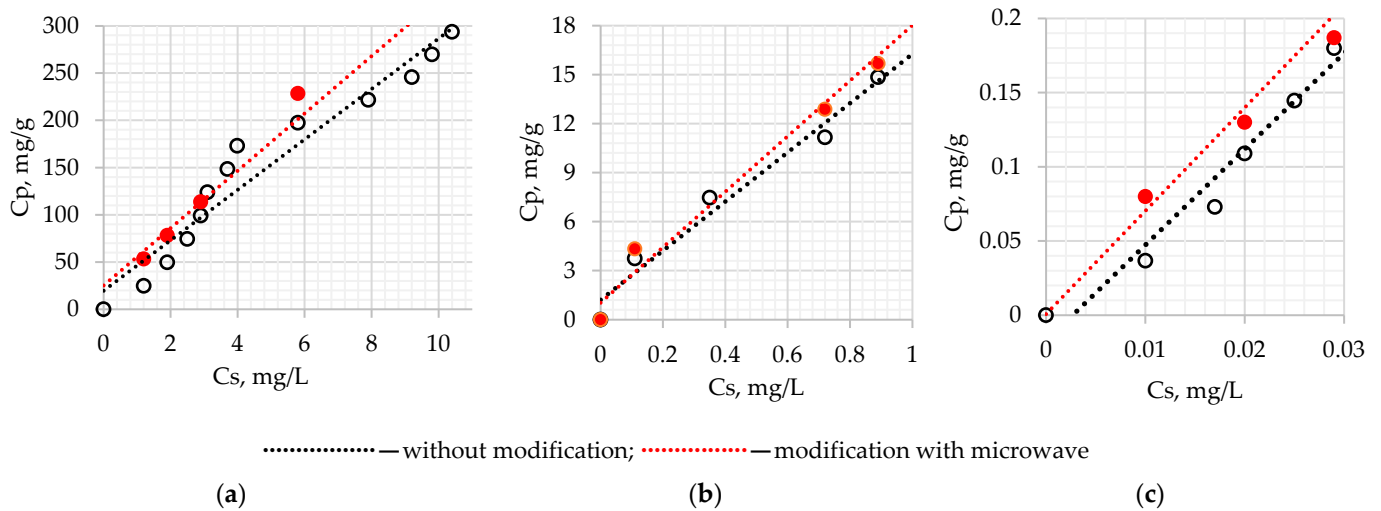 300
250
200
150
100
50
0
Cp, mg/g
0 2 4 6 8 10
Cs, mg/L
18
15
12
9
6
3
0
Cp, mg/g
0 0.2 0.4 0.6 0.8 1
Cs, mg/L
0.2
0.15
0.1
0.05
0
Cp, mg/g
0 0.01 0.02 0.03
Cs, mg/L
—without modification; —modification with microwave
(a) (b) (c)